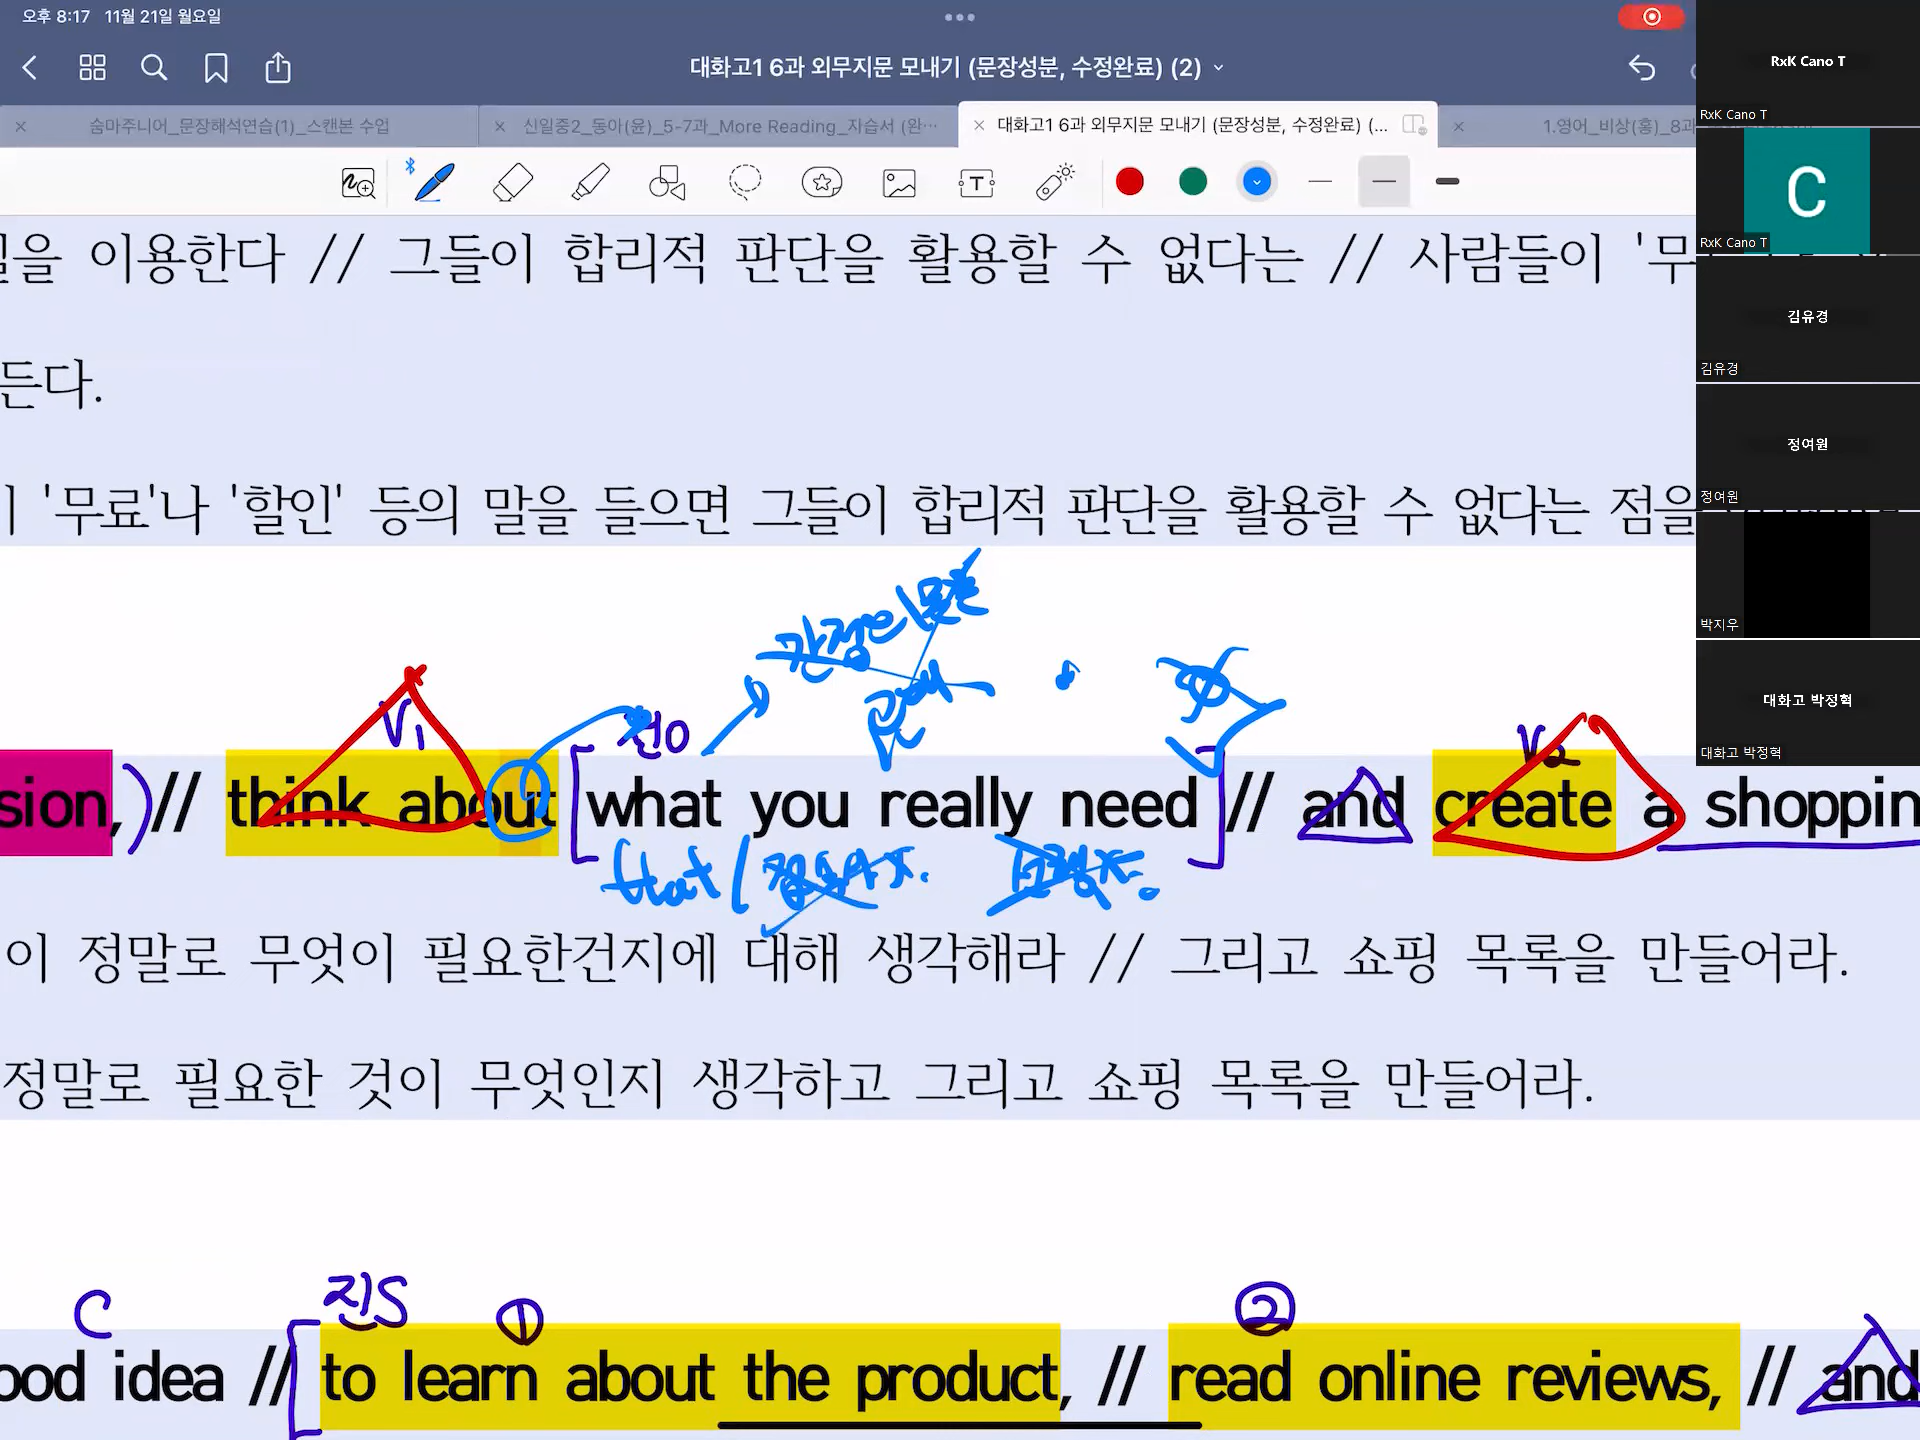 오후 8:17 11월 21일 월요일
대화고1 6과 외무지문 모내기 (문장성분, 수정완료) (2)
숨마주니어_문장해석연습(1)_스캔본 수업
신일중2_동아(윤)_5-7과_More Reading_자습서 (완…
대화고1 6과 외무지문 모내기 (문장성분, 수정완료) (...
1.영어_비상(홍)_8과
을 이용한다 // 그들이 합리적 판단을 활용할 수 없다는 // 사람들이 '무
든다.
'무료'나 '할인' 등의 말을 들으면 그들이 합리적 판단을 활용할 수 없다는 점을
V1
전O
V2
sion,) // think about [what you really need] // and create a shoppin
that
이 정말로 무엇이 필요한건지에 대해 생각해라 // 그리고 쇼핑 목록을 만들어라.
정말로 필요한 것이 무엇인지 생각하고 그리고 쇼핑 목록을 만들어라.
C
진S
①
②
ood idea // [to learn about the product, // read online reviews, // and
RxK Cano T
RxK Cano T
C
RxK Cano T
김유경
김유경
정여원
정여원
박지우
대화고 박정혁
대화고 박정혁